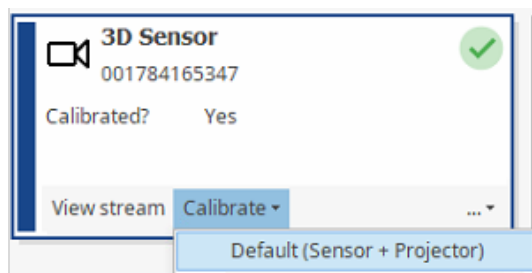 3D Sensor
001784165347
Calibrated? Yes
View stream Calibrate ...
Default (Sensor + Projector)